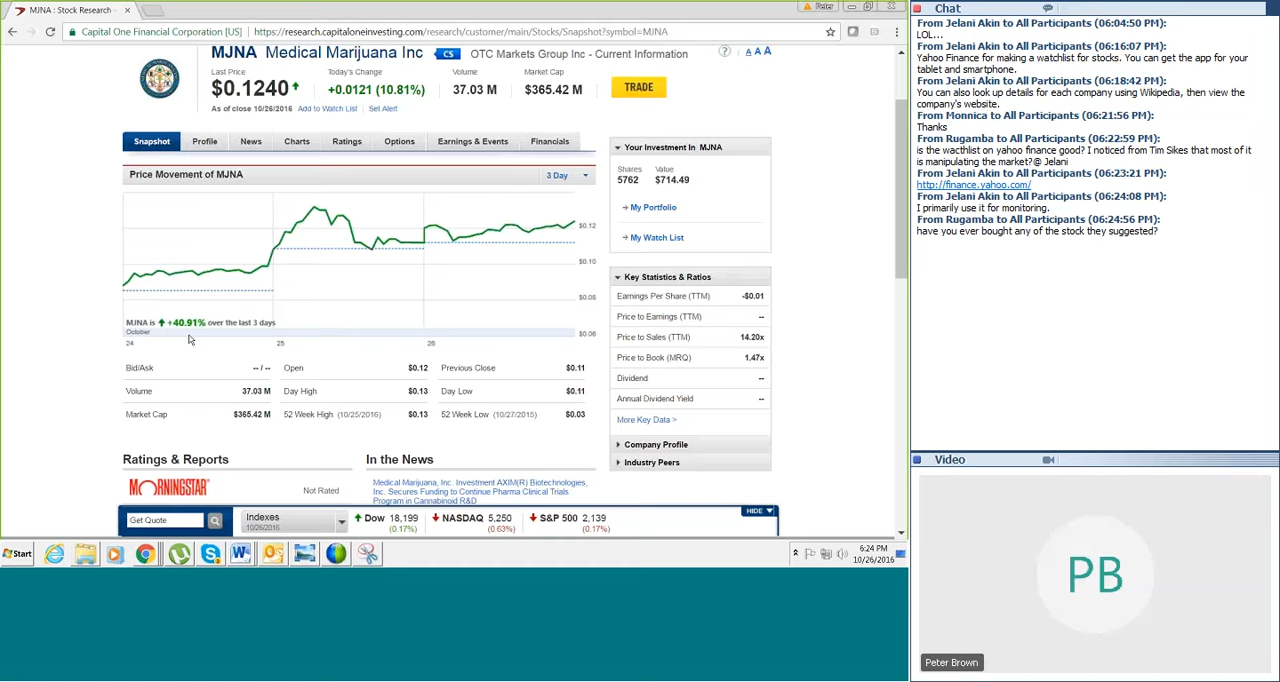 MJNA : Stock Research -
Peter
Capital One Financial Corporation [US]
https://research.capitaloneinvesting.com/research/customer/main/Stocks/Snapshot?symbol=MJNA
MJNA Medical Marijuana Inc CS OTC Markets Group Inc - Current Information ? A A A
Last Price Today's Change Volume Market Cap
$0.1240 +0.0121 (10.81%) 37.03 M $365.42 M TRADE
As of close 10/26/2016 Add to Watch List Set Alert
Snapshot Profile News Charts Ratings Options Earnings & Events Financials
Price Movement of MJNA 3 Day
$0.12
$0.10
$0.08
MJNA is +40.91% over the last 3 days
October
$0.06
24 25 26
Bid/Ask -- / -- Open $0.12 Previous Close $0.11
Volume 37.03 M Day High $0.13 Day Low $0.11
Market Cap $365.42 M 52 Week High (10/25/2016) $0.13 52 Week Low (10/27/2015) $0.03
Ratings & Reports
MORNINGSTAR Not Rated
In the News
Medical Marijuana, Inc. Investment AXIM(R) Biotechnologies,
Inc. Secures Funding to Continue Pharma Clinical Trials
Program in Cannabinoid R&D
Your Investment In MJNA
Shares Value
5762 $714.49
My Portfolio
My Watch List
Key Statistics & Ratios
Earnings Per Share (TTM) -$0.01
Price to Earnings (TTM) --
Price to Sales (TTM) 14.20x
Price to Book (MRQ) 1.47x
Dividend --
Annual Dividend Yield --
More Key Data >
Company Profile
Industry Peers
HIDE
Get Quote
Indexes
10/26/2016
Dow 18,199 NASDAQ 5,250 S&P 500 2,139
(0.17%) (0.63%) (0.17%)
Start
6:24 PM
10/26/2016
Chat
From Jelani Akin to All Participants (06:04:50 PM):
LOL...
From Jelani Akin to All Participants (06:16:07 PM):
Yahoo Finance for making a watchlist for stocks. You can get the app for your
tablet and smartphone.
From Jelani Akin to All Participants (06:18:42 PM):
You can also look up details for each company using Wikipedia, then view the
company's website.
From Monnica to All Participants (06:21:56 PM):
Thanks
From Rugamba to All Participants (06:22:59 PM):
is the wacthlist on yahoo finance good? I noticed from Tim Sikes that most of it
is manipulating the market?@ Jelani
From Jelani Akin to All Participants (06:23:21 PM):
http://finance.yahoo.com/
From Jelani Akin to All Participants (06:24:08 PM):
I primarily use it for monitoring.
From Rugamba to All Participants (06:24:56 PM):
have you ever bought any of the stock they suggested?
Video
PB
Peter Brown